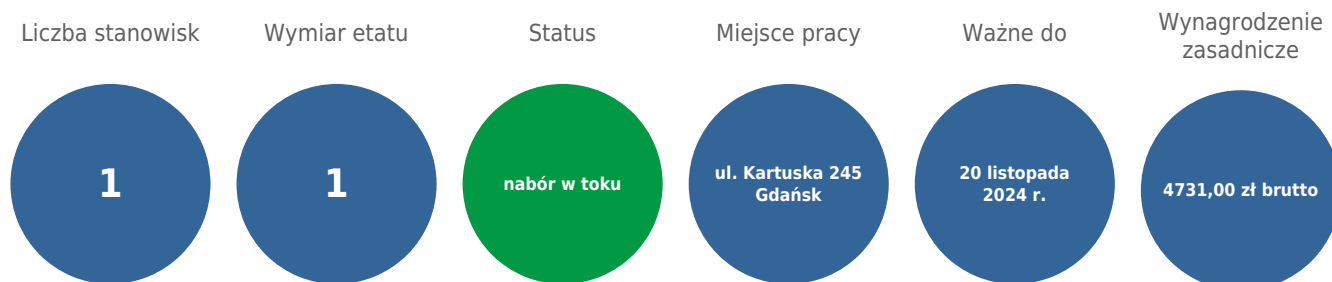 Liczba stanowisk
1
Wymiar etatu
1
Status
nabór w toku
Miejsce pracy
ul. Kartuska 245
Gdańsk
Ważne do
20 listopada
2024 r.
Wynagrodzenie
zasadnicze
4731,00 zł brutto